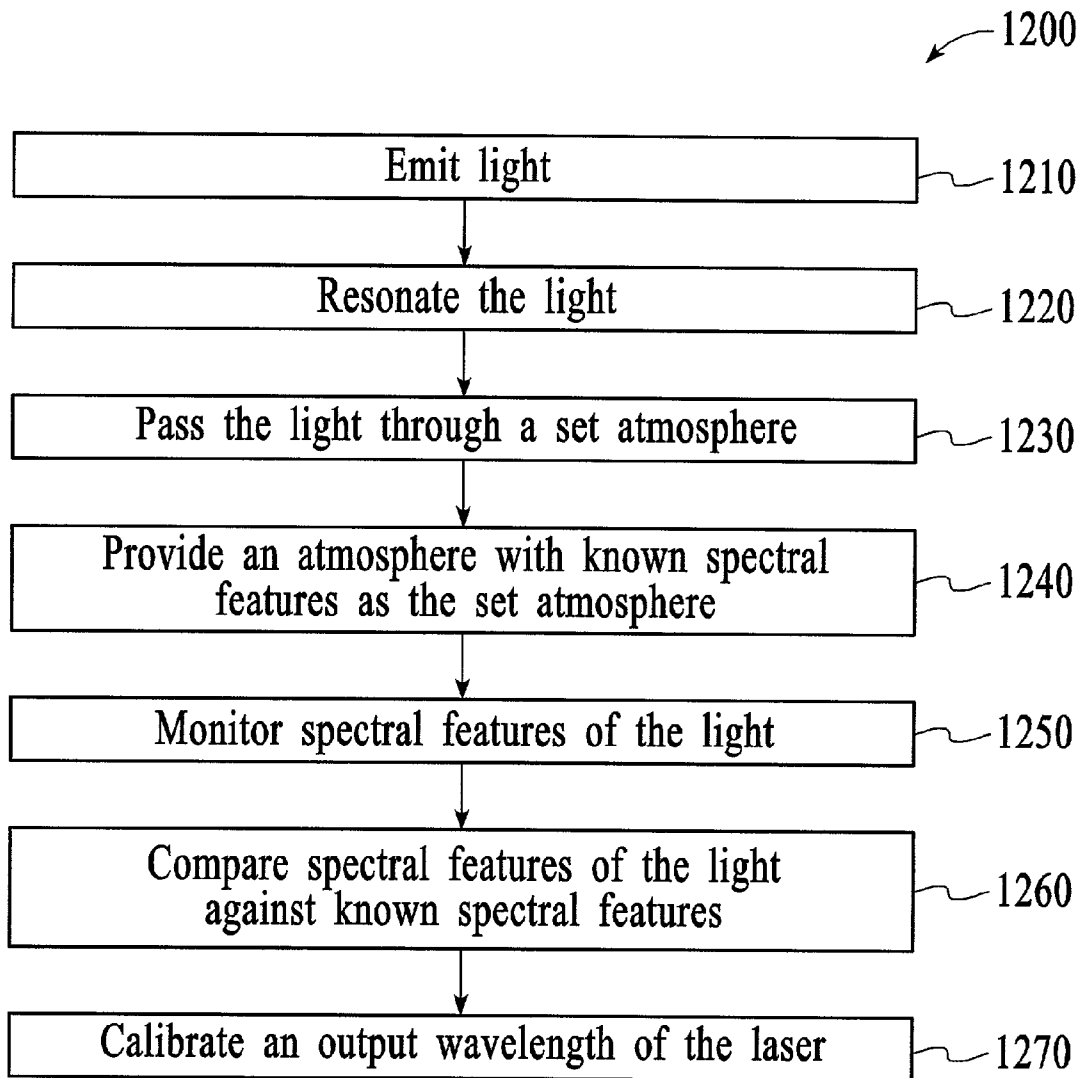 1200
Emit light
1210
Resonate the light
1220
Pass the light through a set atmosphere
1230
Provide an atmosphere with known spectral
features as the set atmosphere
1240
Monitor spectral features of the light
1250
Compare spectral features of the light
against known spectral features
1260
Calibrate an output wavelength of the laser
1270